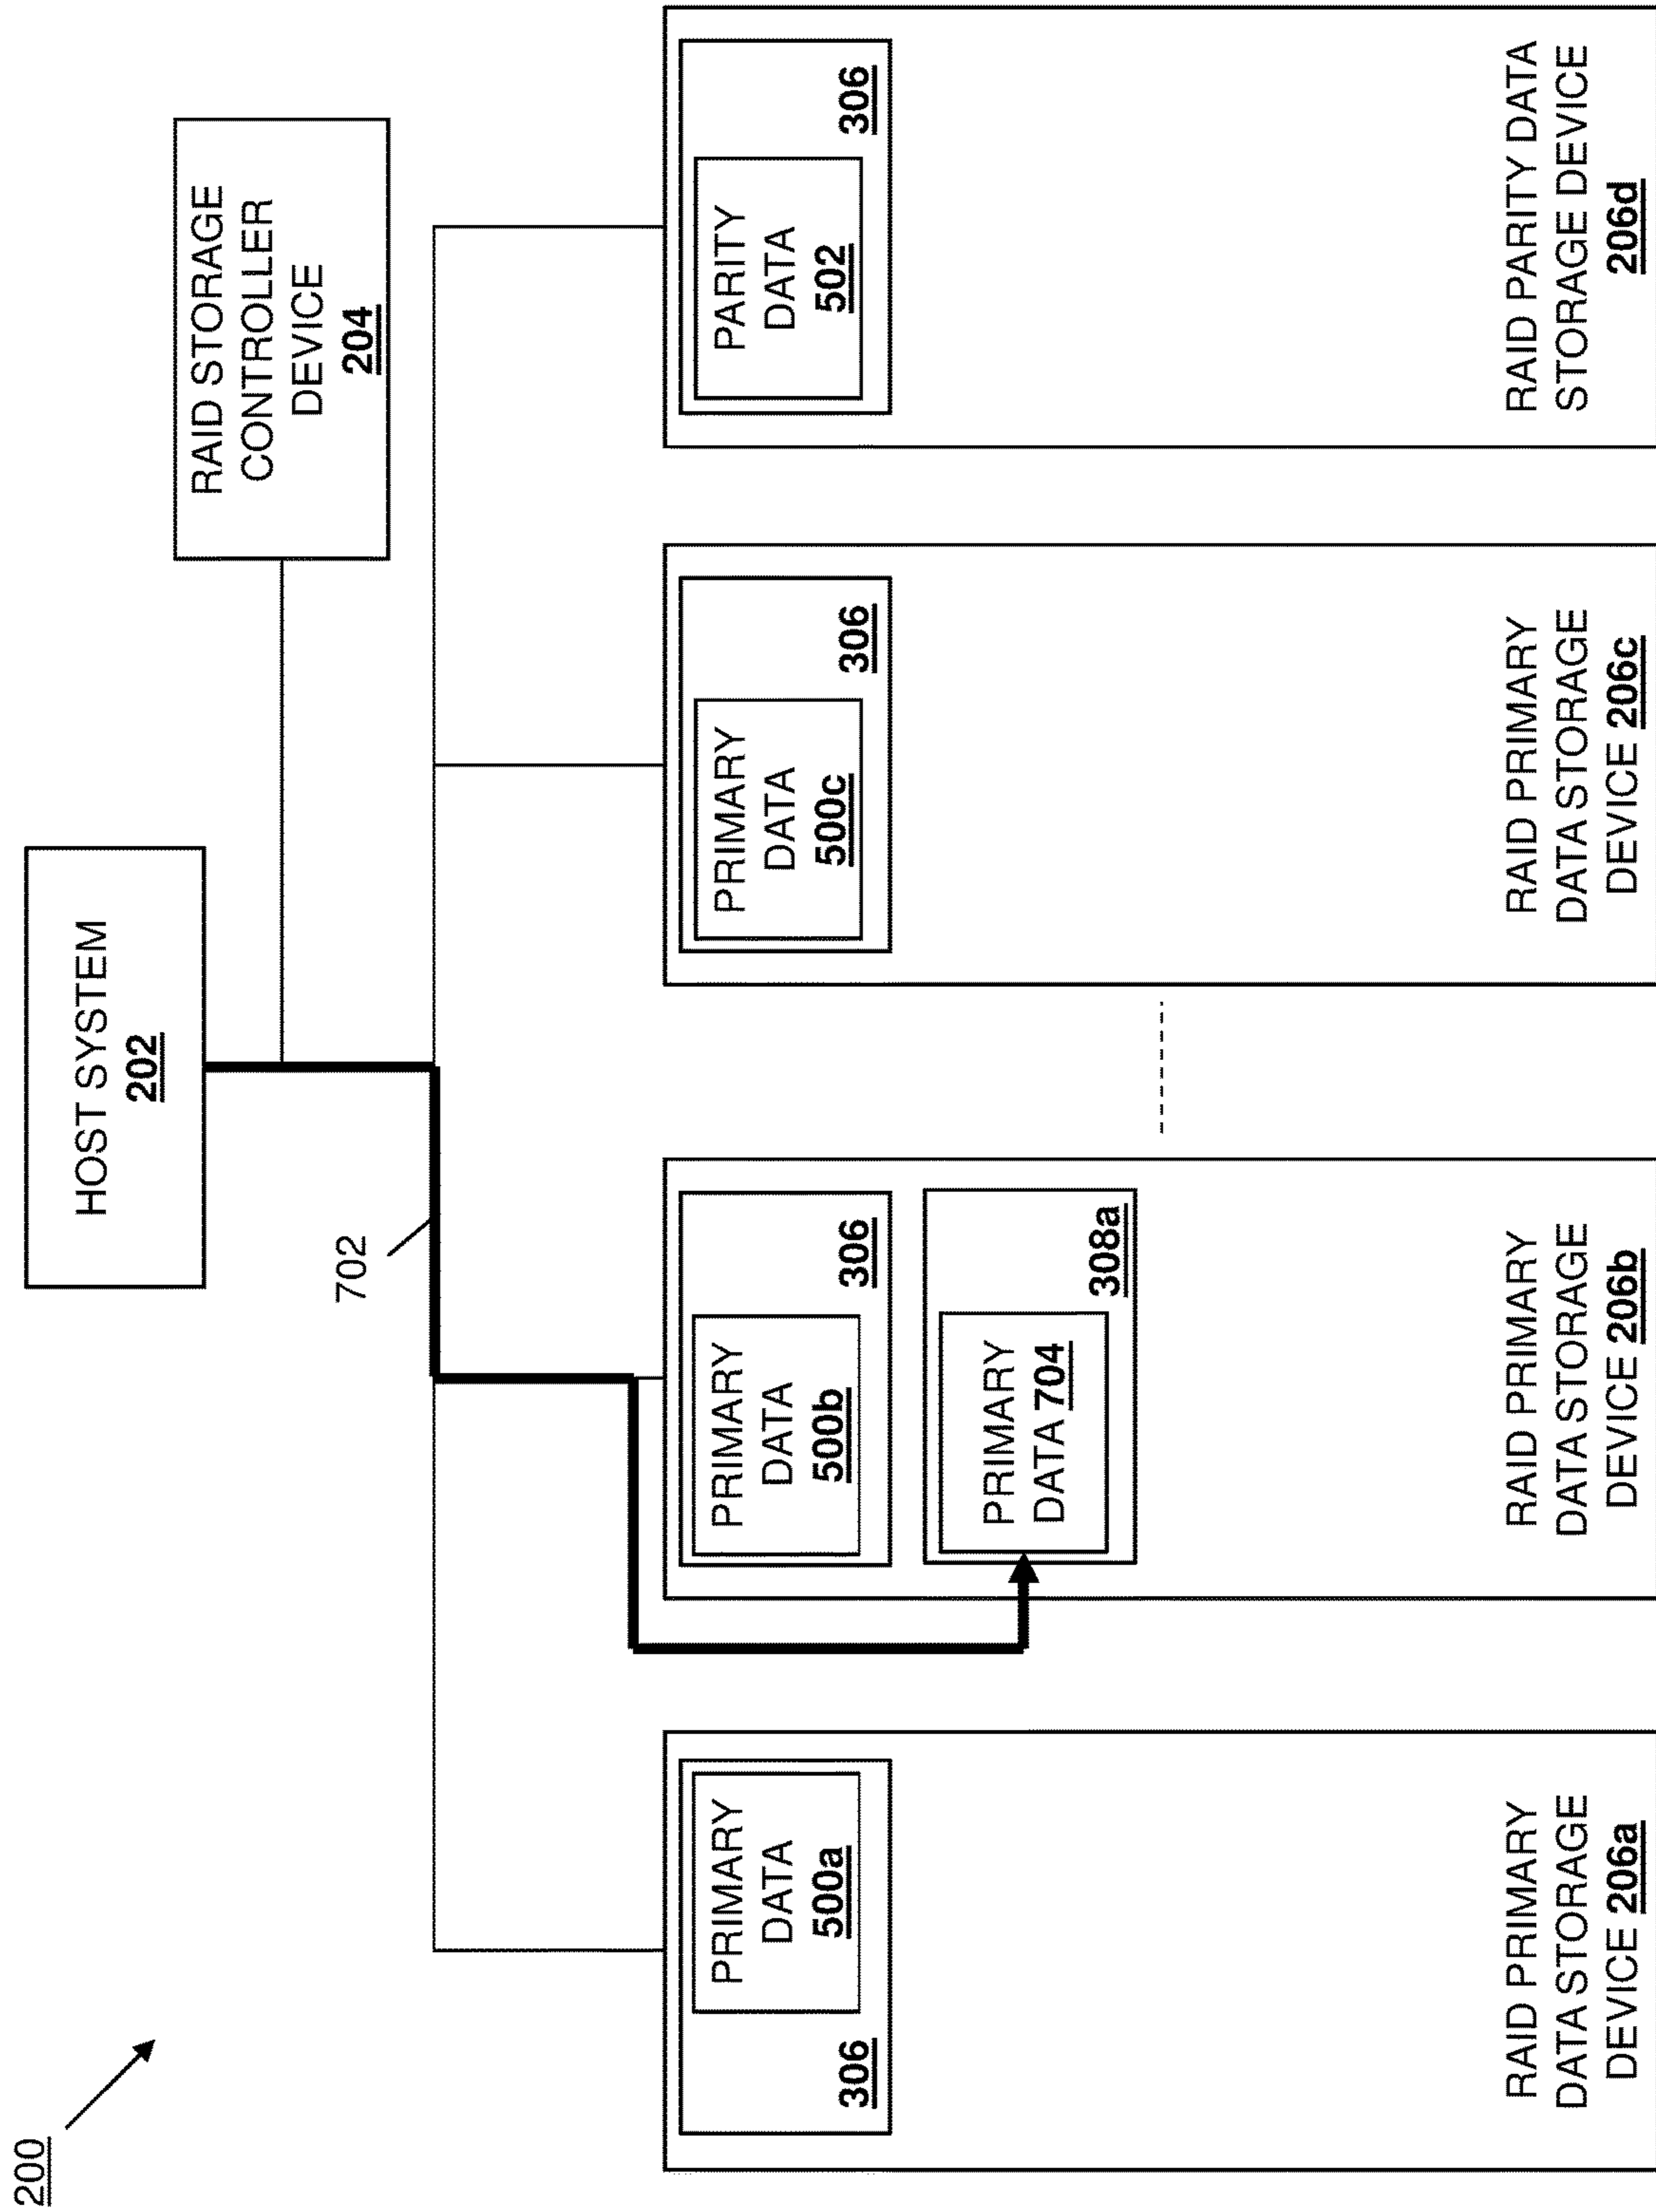 200
HOST SYSTEM
202
RAID STORAGE
CONTROLLER
DEVICE
204
702
PRIMARY
DATA
500a
306
RAID PRIMARY
DATA STORAGE
DEVICE 206a
PRIMARY
DATA
500b
306
PRIMARY
DATA 704
308a
RAID PRIMARY
DATA STORAGE
DEVICE 206b
PRIMARY
DATA
500c
306
RAID PRIMARY
DATA STORAGE
DEVICE 206c
PARITY
DATA
502
306
RAID PARITY DATA
STORAGE DEVICE
206d